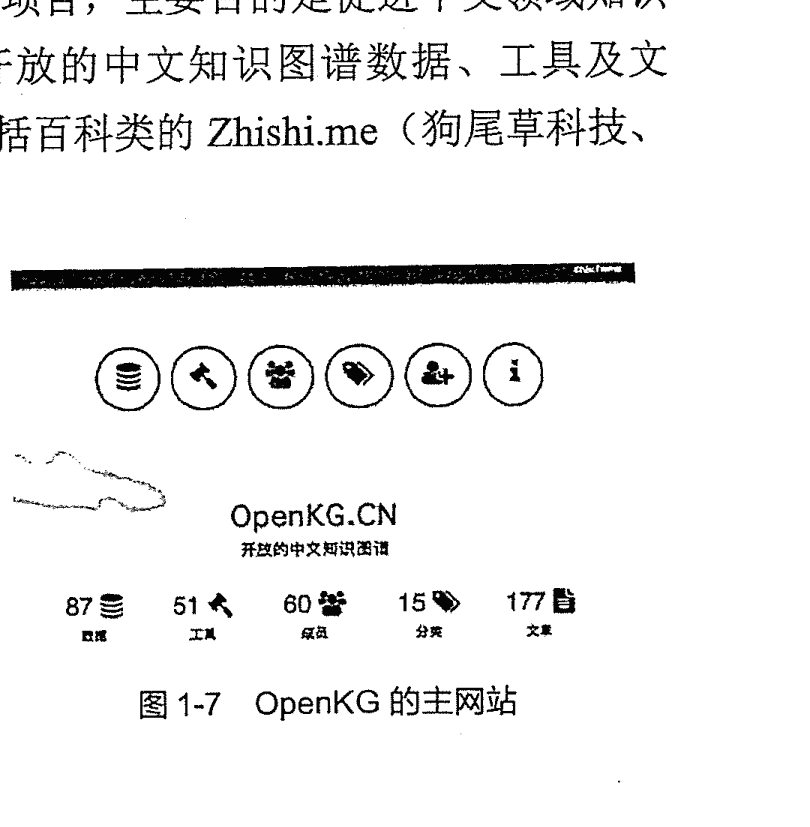 项目，主要目的是促进中文领域知识
开放的中文知识图谱数据、工具及文
括百科类的 Zhishi.me（狗尾草科技、
OpenKG.CN
开放的中文知识图谱
87
51
60
15
177
数据
工具
成员
分类
文章
图 1-7 OpenKG 的主网站